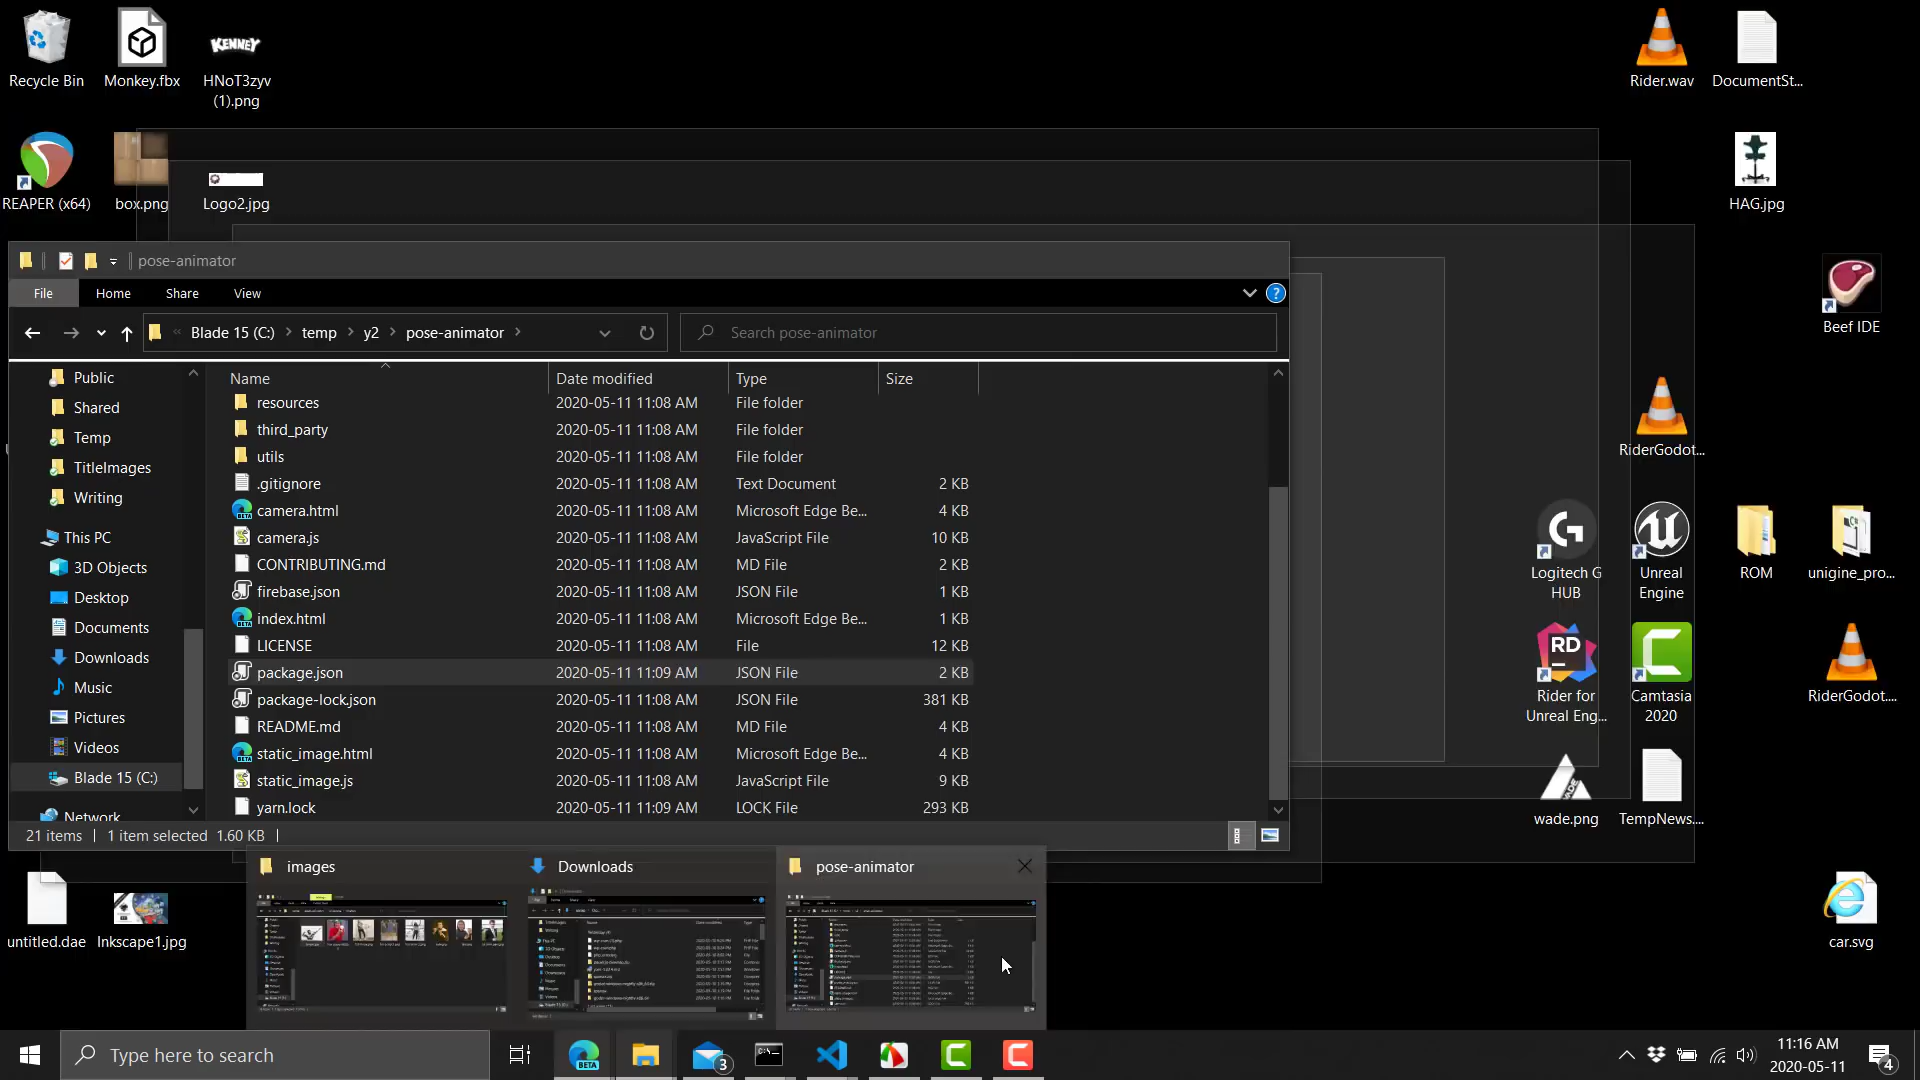 Recycle Bin
Monkey.fbx
KENNEY
HNoT3zyv
(1).png
Rider.wav
DocumentSt...
REAPER (x64)
box.png
Logo2.jpg
HAG.jpg
pose-animator
File
Home
Share
View
Blade 15 (C:)
temp
y2
pose-animator
Search pose-animator
Beef IDE
Name
Date modified
Type
Size
Public
Shared
Temp
TitleImages
Writing
This PC
3D Objects
Desktop
Documents
Downloads
Music
Pictures
Videos
Blade 15 (C:)
Network
resources 2020-05-11 11:08 AM File folder
third_party 2020-05-11 11:08 AM File folder
utils 2020-05-11 11:08 AM File folder
.gitignore 2020-05-11 11:08 AM Text Document 2 KB
camera.html 2020-05-11 11:08 AM Microsoft Edge Be... 4 KB
camera.js 2020-05-11 11:08 AM JavaScript File 10 KB
CONTRIBUTING.md 2020-05-11 11:08 AM MD File 2 KB
firebase.json 2020-05-11 11:08 AM JSON File 1 KB
index.html 2020-05-11 11:08 AM Microsoft Edge Be... 1 KB
LICENSE 2020-05-11 11:08 AM File 12 KB
package.json 2020-05-11 11:09 AM JSON File 2 KB
package-lock.json 2020-05-11 11:08 AM JSON File 381 KB
README.md 2020-05-11 11:08 AM MD File 4 KB
static_image.html 2020-05-11 11:08 AM Microsoft Edge Be... 4 KB
static_image.js 2020-05-11 11:08 AM JavaScript File 9 KB
yarn.lock 2020-05-11 11:09 AM LOCK File 293 KB
21 items
1 item selected 1.60 KB
RiderGodot...
Logitech G
HUB
Unreal
Engine
ROM
unigine_pro...
RD
Rider for
Unreal Eng...
Camtasia
2020
RiderGodot....
wade.png
TempNews....
images
Downloads
pose-animator
untitled.dae
Inkscape1.jpg
car.svg
Type here to search
BETA
3
11:16 AM
2020-05-11
4